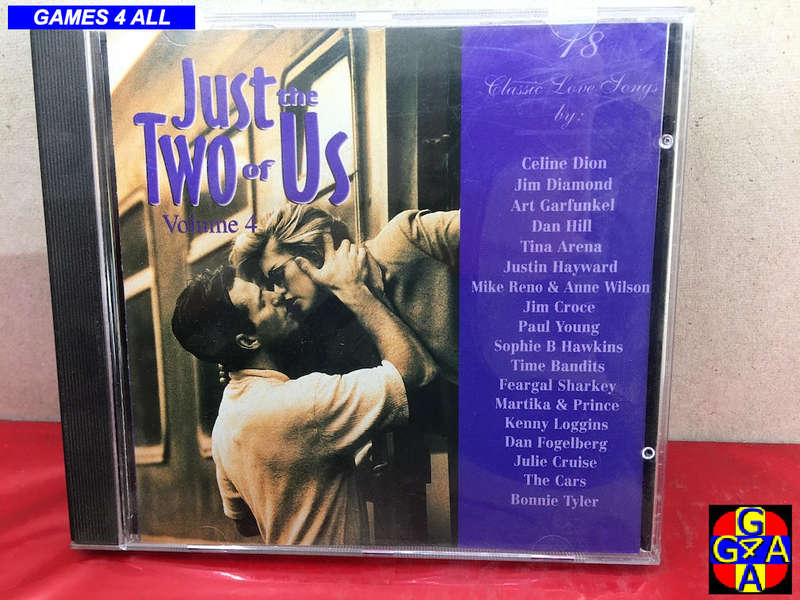 GAMES 4 ALL
Just the
Two of Us
Volume 4
18
Classic Love Songs
by:
Celine Dion
Jim Diamond
Art Garfunkel
Dan Hill
Tina Arena
Justin Hayward
Mike Reno & Anne Wilson
Jim Croce
Paul Young
Sophie B Hawkins
Time Bandits
Feargal Sharkey
Martika & Prince
Kenny Loggins
Dan Fogelberg
Julie Cruise
The Cars
Bonnie Tyler
G
G4A
A